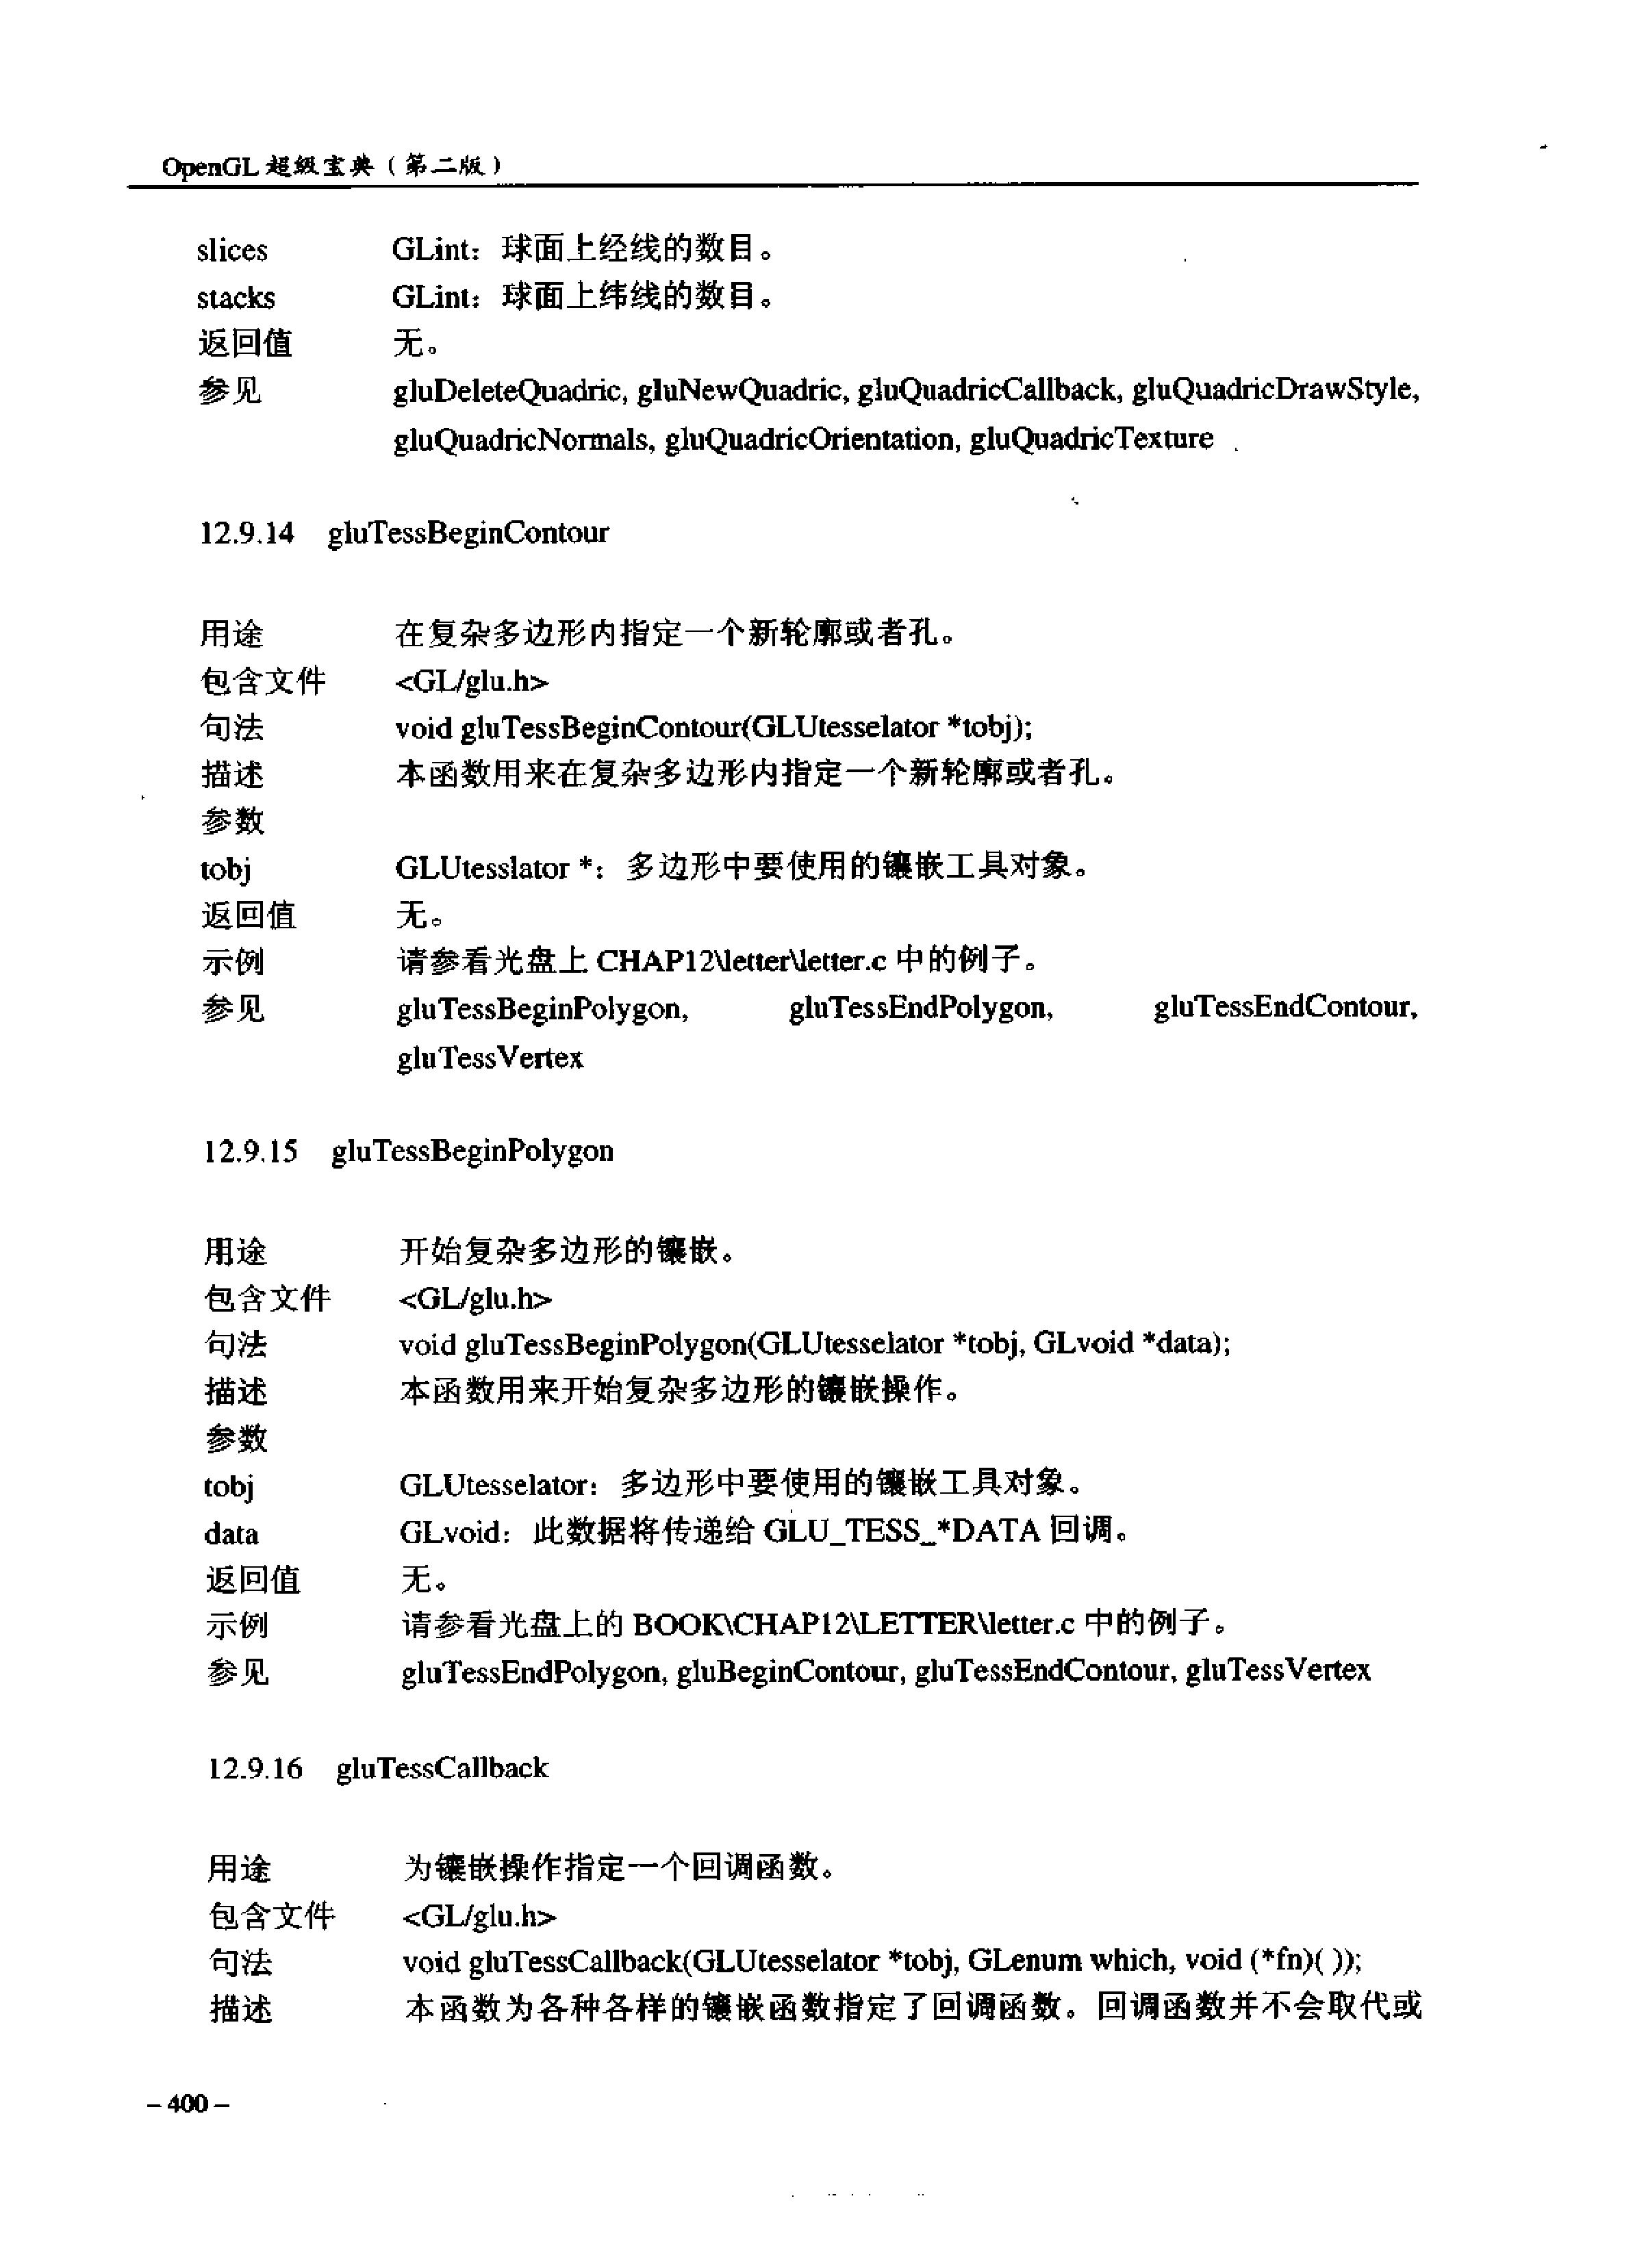 OpenGL 超级宝典（第二版）
slices GLint：球面上经线的数目。
stacks GLint：球面上纬线的数目。
返回值 无。
参见 gluDeleteQuadric, gluNewQuadric, gluQuadricCallback, gluQuadricDrawStyle,
gluQuadricNormals, gluQuadricOrientation, gluQuadricTexture
12.9.14 gluTessBeginContour
用途 在复杂多边形内指定一个新轮廓或者孔。
包含文件 <GL/glu.h>
句法 void gluTessBeginContour(GLUtesselator *tobj);
描述 本函数用来在复杂多边形内指定一个新轮廓或者孔。
参数
tobj GLUtesslator *：多边形中要使用的镶嵌工具对象。
返回值 无。
示例 请参看光盘上 CHAP12\letter\letter.c 中的例子。
参见 gluTessBeginPolygon, gluTessEndPolygon, gluTessEndContour,
gluTessVertex
12.9.15 gluTessBeginPolygon
用途 开始复杂多边形的镶嵌。
包含文件 <GL/glu.h>
句法 void gluTessBeginPolygon(GLUtesselator *tobj, GLvoid *data);
描述 本函数用来开始复杂多边形的镶嵌操作。
参数
tobj GLUtesselator：多边形中要使用的镶嵌工具对象。
data GLvoid：此数据将传递给 GLU_TESS_*DATA 回调。
返回值 无。
示例 请参看光盘上的 BOOK\CHAP12\LETTER\letter.c 中的例子。
参见 gluTessEndPolygon, gluBeginContour, gluTessEndContour, gluTessVertex
12.9.16 gluTessCallback
用途 为镶嵌操作指定一个回调函数。
包含文件 <GL/glu.h>
句法 void gluTessCallback(GLUtesselator *tobj, GLenum which, void (*fn)( ));
描述 本函数为各种各样的镶嵌函数指定了回调函数。回调函数并不会取代或
– 400 –